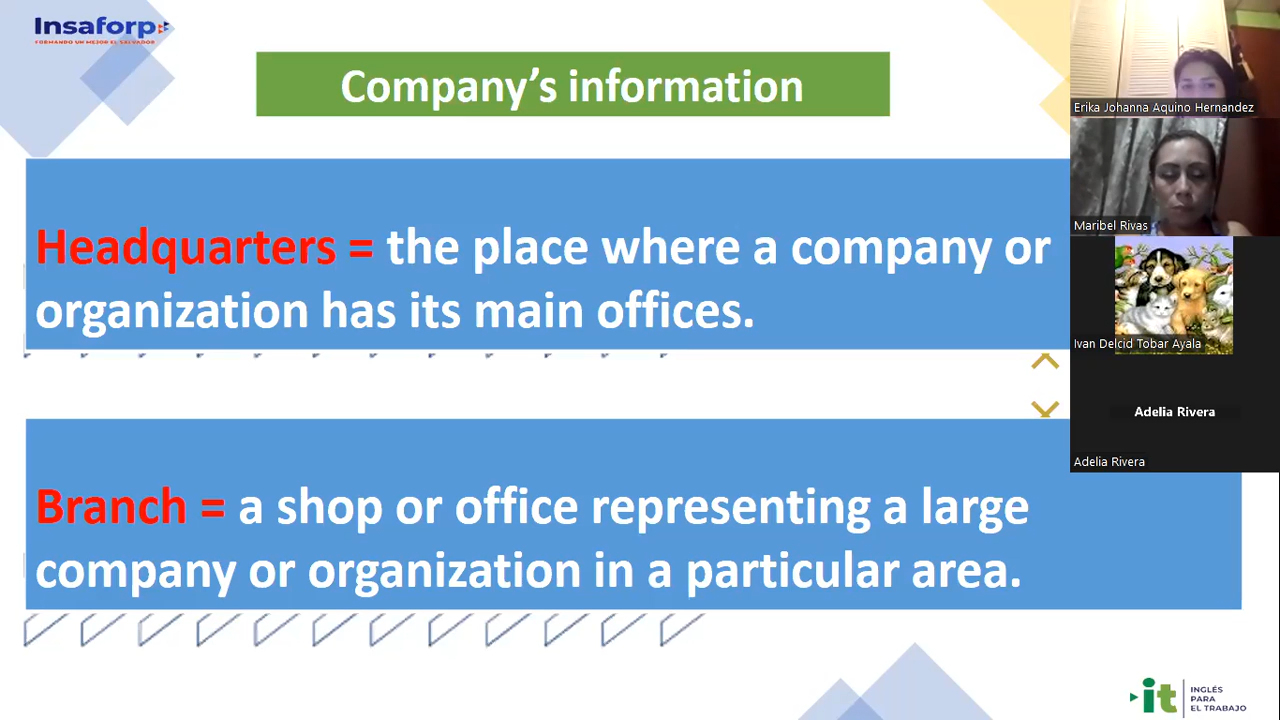 Insaforp
FORMANDO UN MEJOR EL SALVADOR
Company's information
Headquarters = the place where a company or
organization has its main offices.
Branch = a shop or office representing a large
company or organization in a particular area.
Erika Johanna Aquino Hernandez
Maribel Rivas
Ivan Delcid Tobar Ayala
Adelia Rivera
Adelia Rivera
it
INGLÉS
PARA
EL TRABAJO